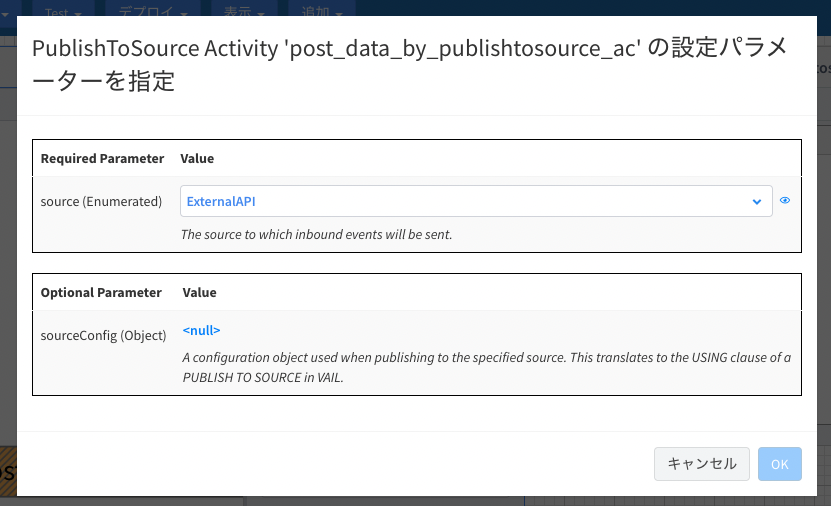 Test デプロイ 表示 追加
PublishToSource Activity 'post_data_by_publishtosource_ac' の設定パラメ
ーターを指定
Required Parameter Value
source (Enumerated) ExternalAPI
The source to which inbound events will be sent.
Optional Parameter Value
sourceConfig (Object) <null>
A configuration object used when publishing to the specified source. This translates to the USING clause of a
PUBLISH TO SOURCE in VAIL.
キャンセル OK